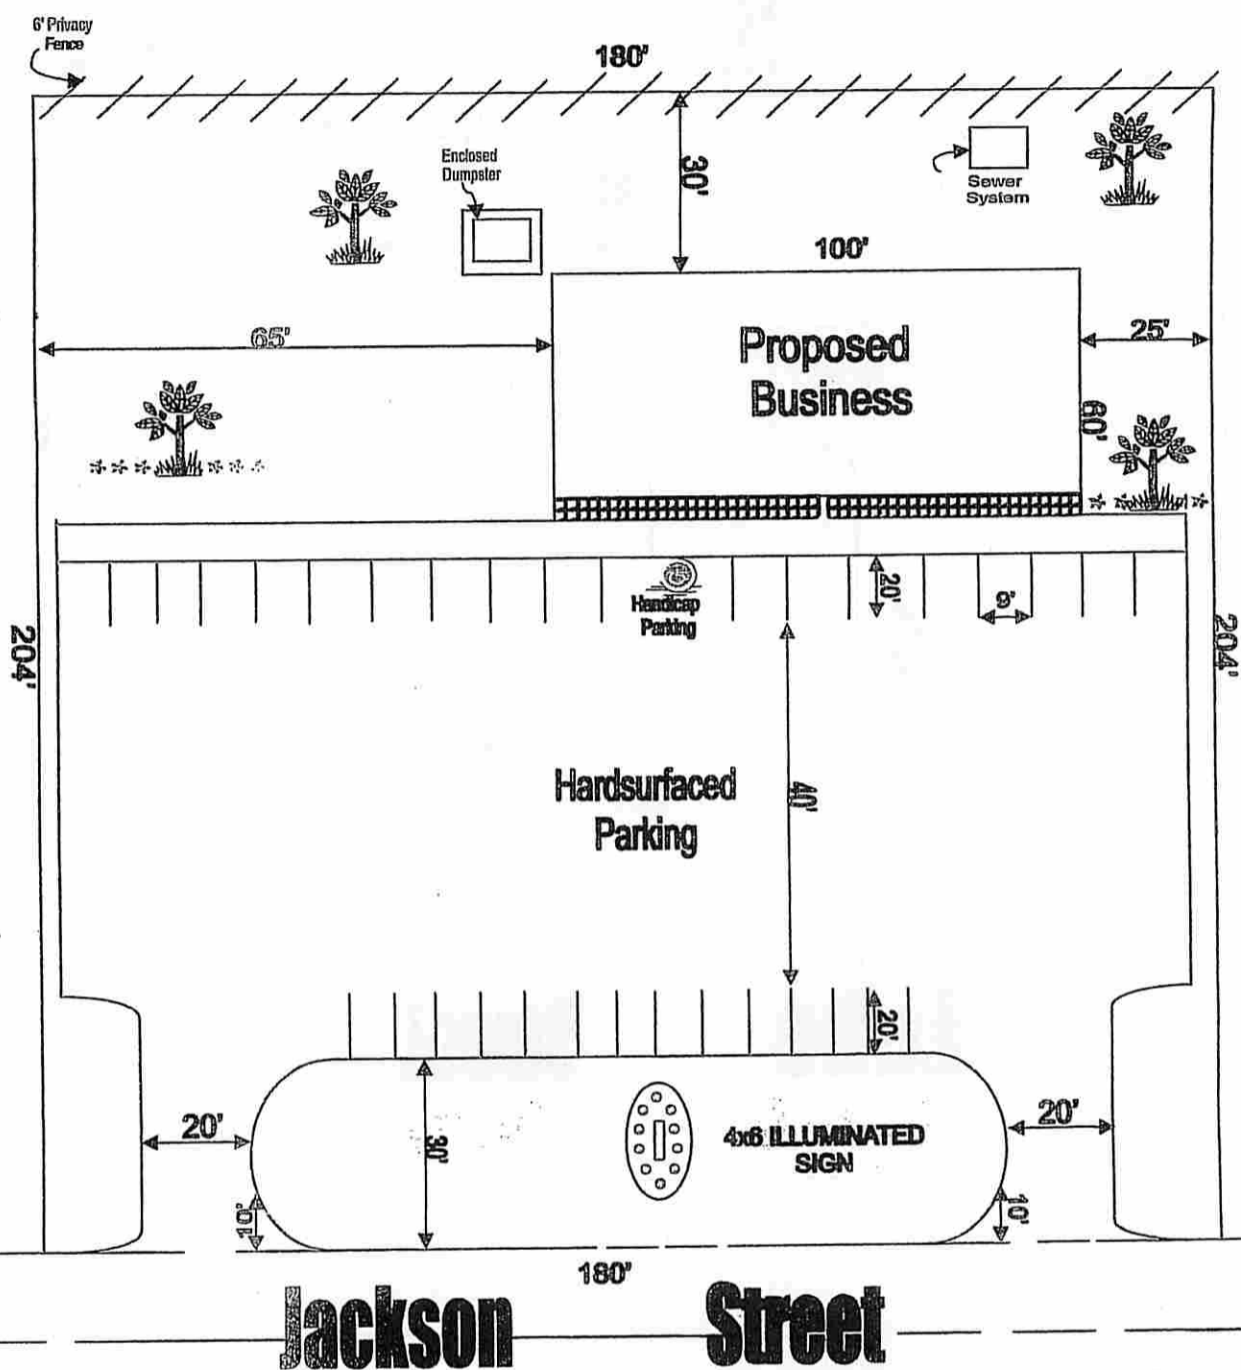 6' Privacy
Fence
180'
Enclosed
Dumpster
30'
Sewer
System
100'
65'
Proposed
Business
25'
60'
204'
Handicap
Parking
20'
9'
204'
Hardsurfaced
Parking
40'
20'
20'
30'
4x6 ILLUMINATED
SIGN
20'
10'
10'
180'
Jackson Street